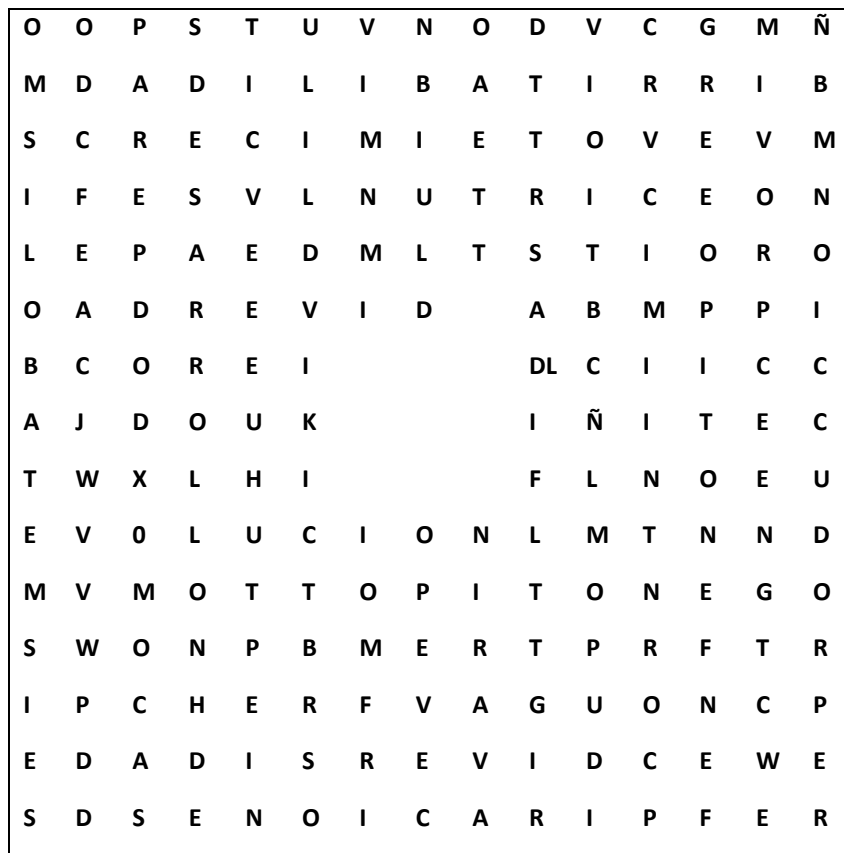 O O P S T U V N O D V C G M Ñ
M D A D I L I B A T I R R I B
S C R E C I M I E T O V E V M
I F E S V L N U T R I C E O N
L E P A E D M L T S T I O R O
O A D R E V I D A B M P P I
B C O R E I DL C I I C C
A J D O U K I Ñ I T E C
T W X L H I F L N O E U
E V 0 L U C I O N L M T N N D
M V M O T T O P I T O N E G O
S W O N P B M E R T P R F T R
I P C H E R F V A G U O N C P
E D A D I S R E V I D C E W E
S D S E N O I C A R I P F E R